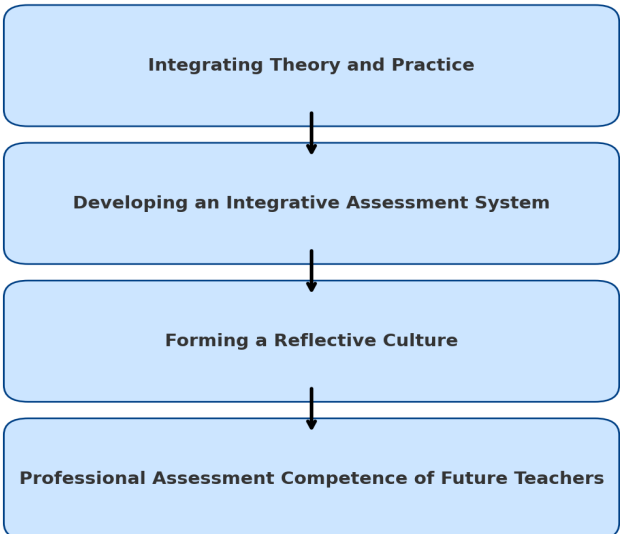 Integrating Theory and Practice
Developing an Integrative Assessment System
Forming a Reflective Culture
Professional Assessment Competence of Future Teachers